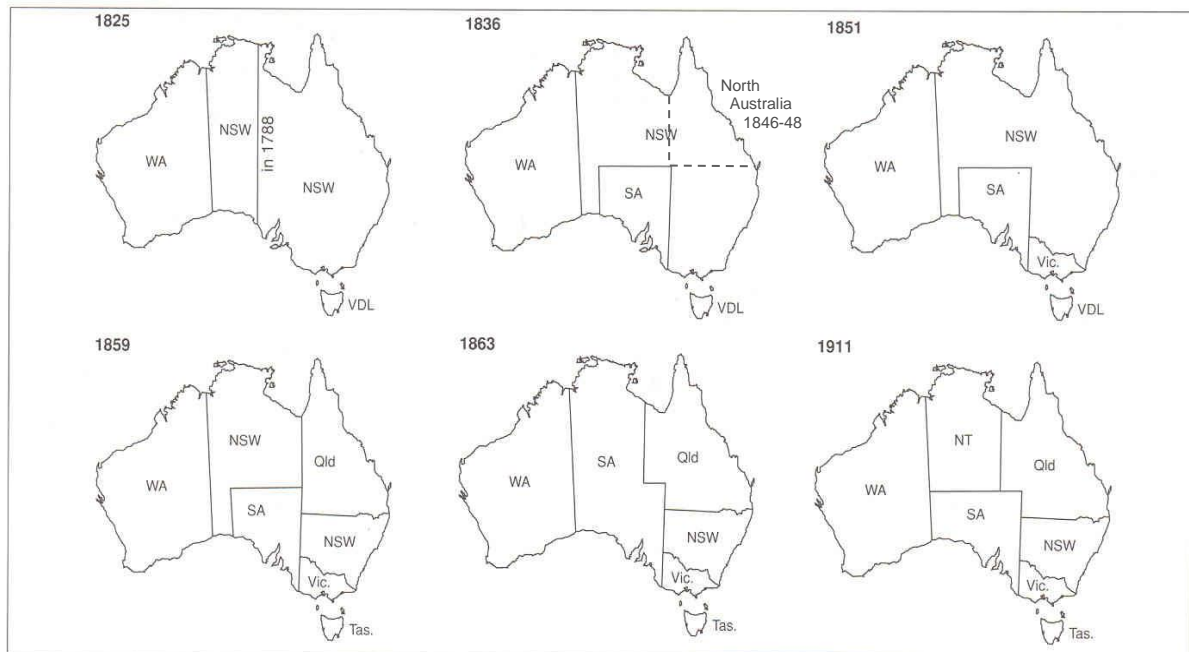 1825
NSW
in 1788
WA
NSW
VDL
1836
North
Australia
1846-48
NSW
WA
SA
VDL
1851
NSW
WA
SA
Vic.
VDL
1859
NSW
Qld
WA
SA
NSW
Vic.
Tas.
1863
SA
Qld
WA
NSW
Vic.
Tas.
1911
NT
Qld
WA
SA
NSW
Vic.
Tas.